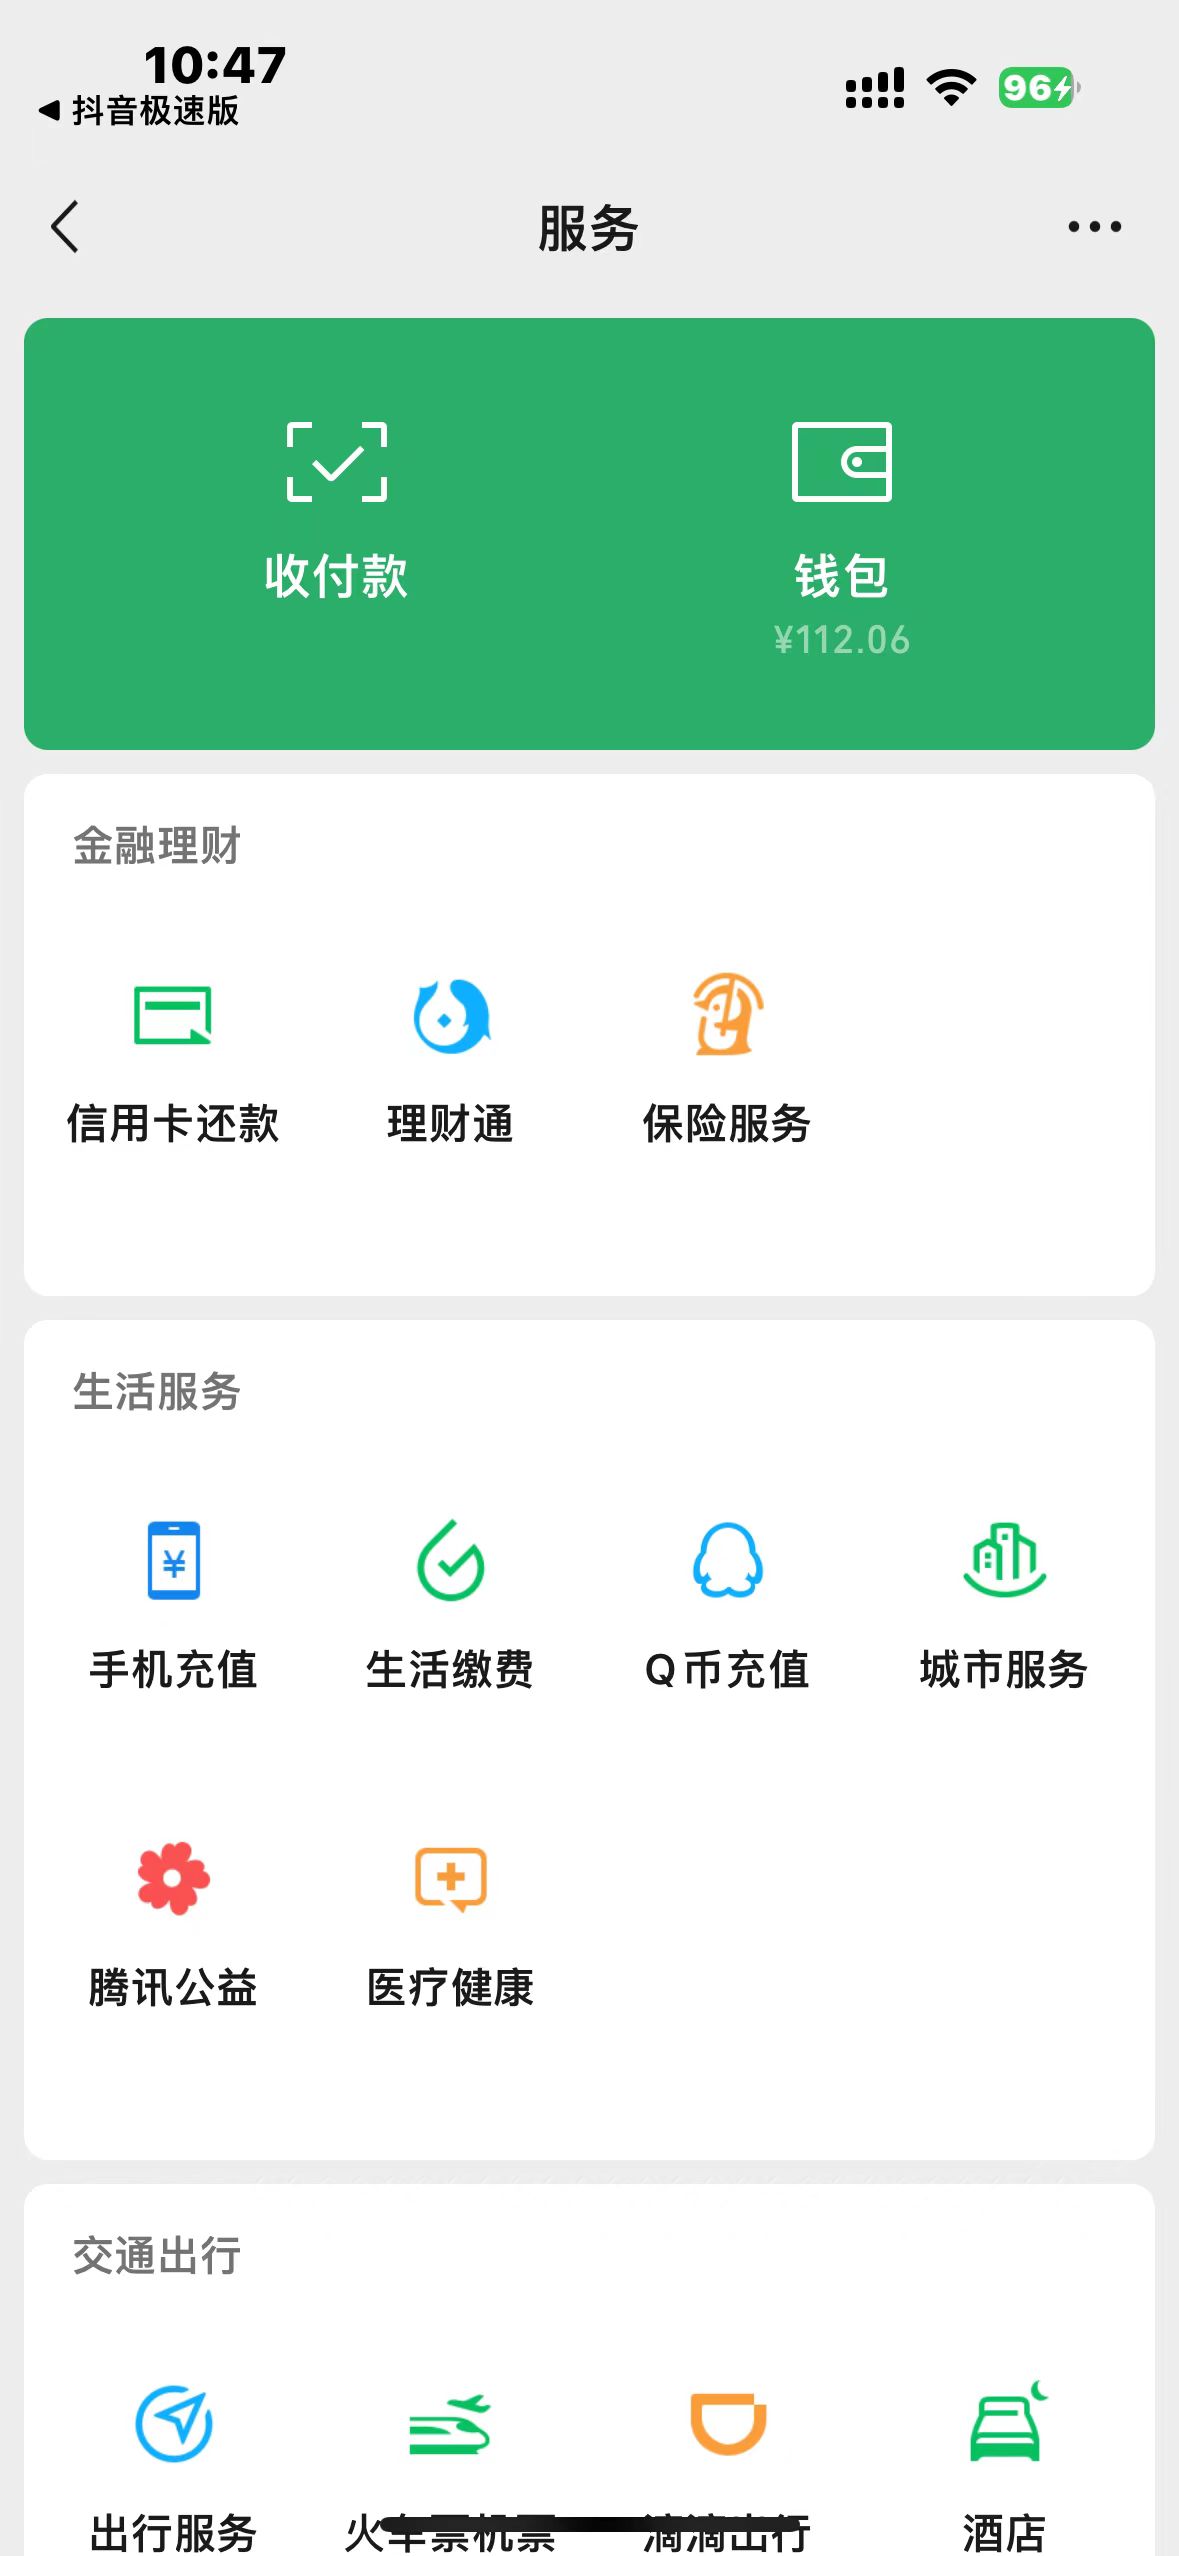 10:47
抖音极速版
96
服务
收付款
钱包
¥112.06
金融理财
信用卡还款
理财通
保险服务
生活服务
¥
手机充值
生活缴费
Q币充值
城市服务
腾讯公益
医疗健康
交通出行
出行服务
火车票机票
滴滴出行
酒店